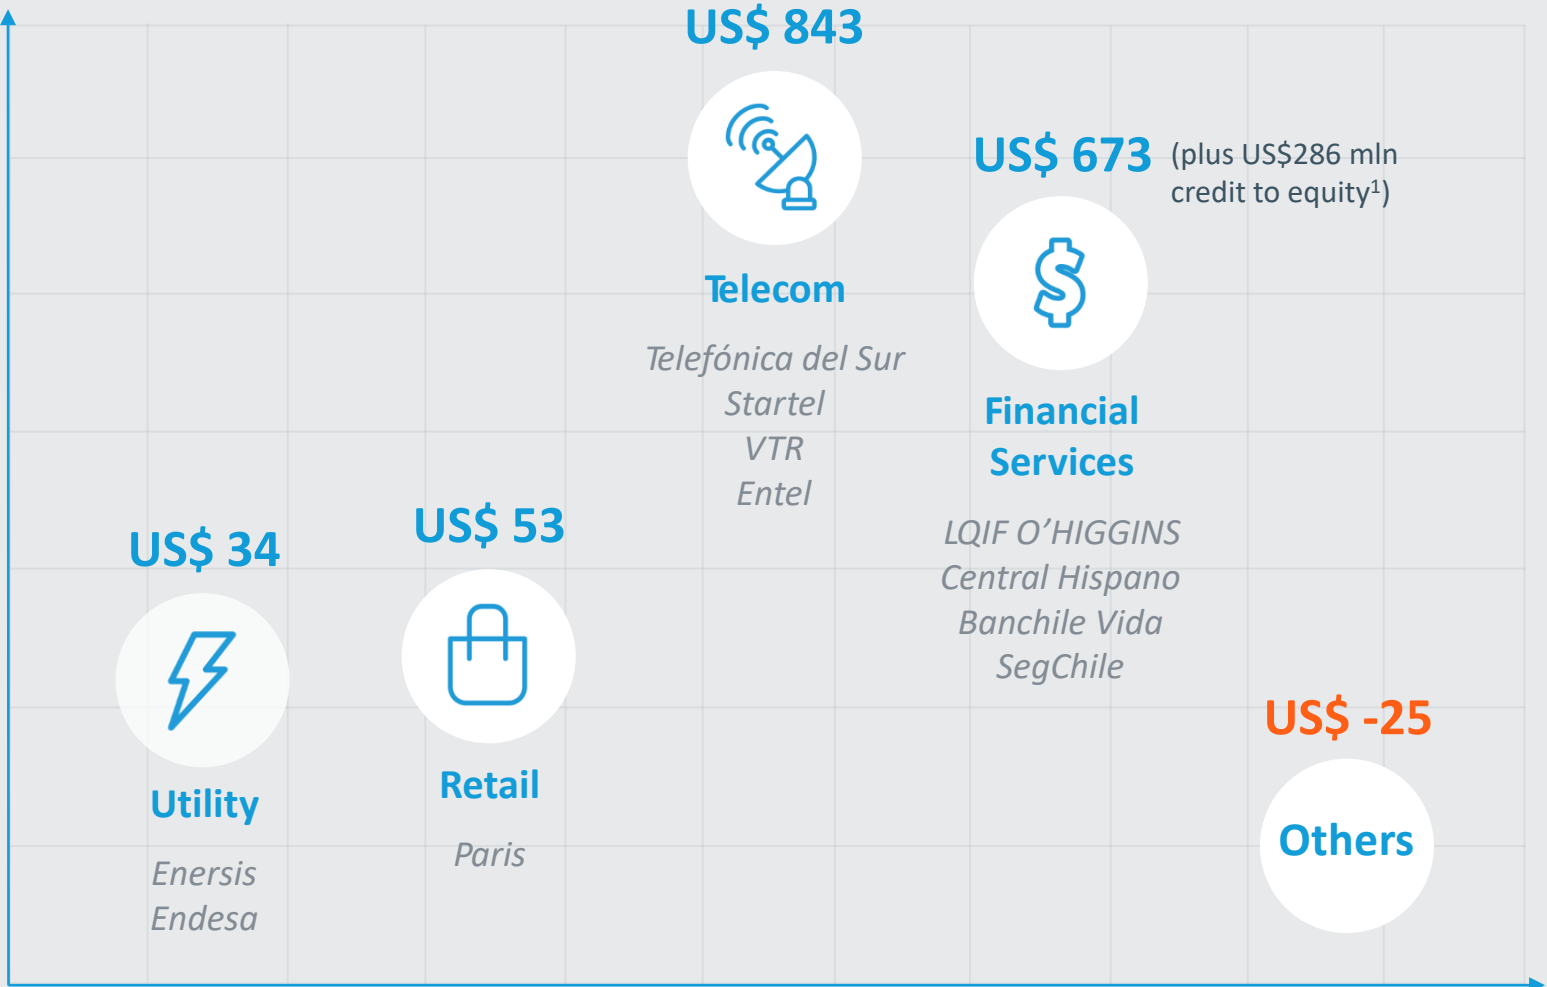 US$ 843
Telecom
Telefónica del Sur
Startel
VTR
Entel
US$ 673
(plus US$286 mln
credit to equity¹)
Financial
Services
LQIF O’HIGGINS
Central Hispano
Banchile Vida
SegChile
US$ 34
Utility
Enersis
Endesa
US$ 53
Retail
Paris
US$ -25
Others